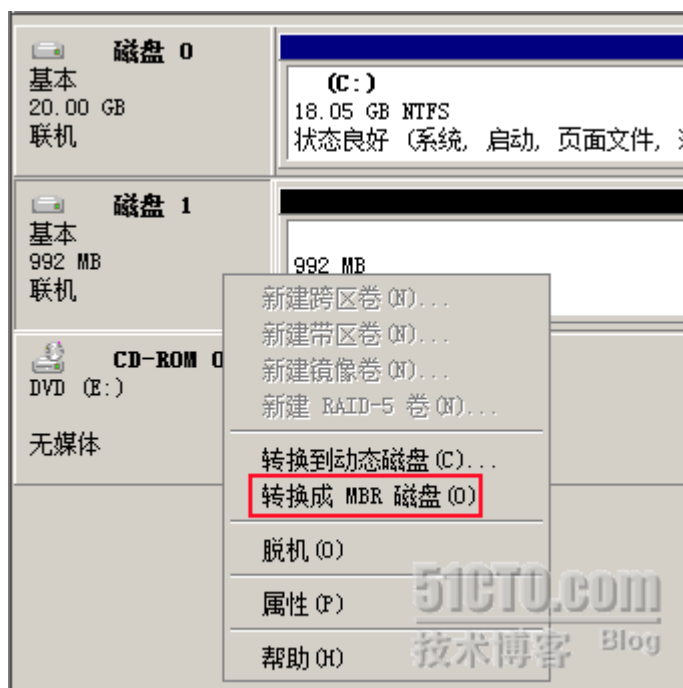 磁盘 0
基本
20.00 GB
联机
(C:)
18.05 GB NTFS
状态良好 (系统, 启动, 页面文件,
磁盘 1
基本
992 MB
联机
992 MB
CD-ROM 0
DVD (E:)
无媒体
新建跨区卷(N)...
新建带区卷(N)...
新建镜像卷(N)...
新建 RAID-5 卷(N)...
转换到动态磁盘(C)...
转换成 MBR 磁盘(O)
脱机(O)
属性(P)
帮助(H)
51CTO.com
技术博客 Blog